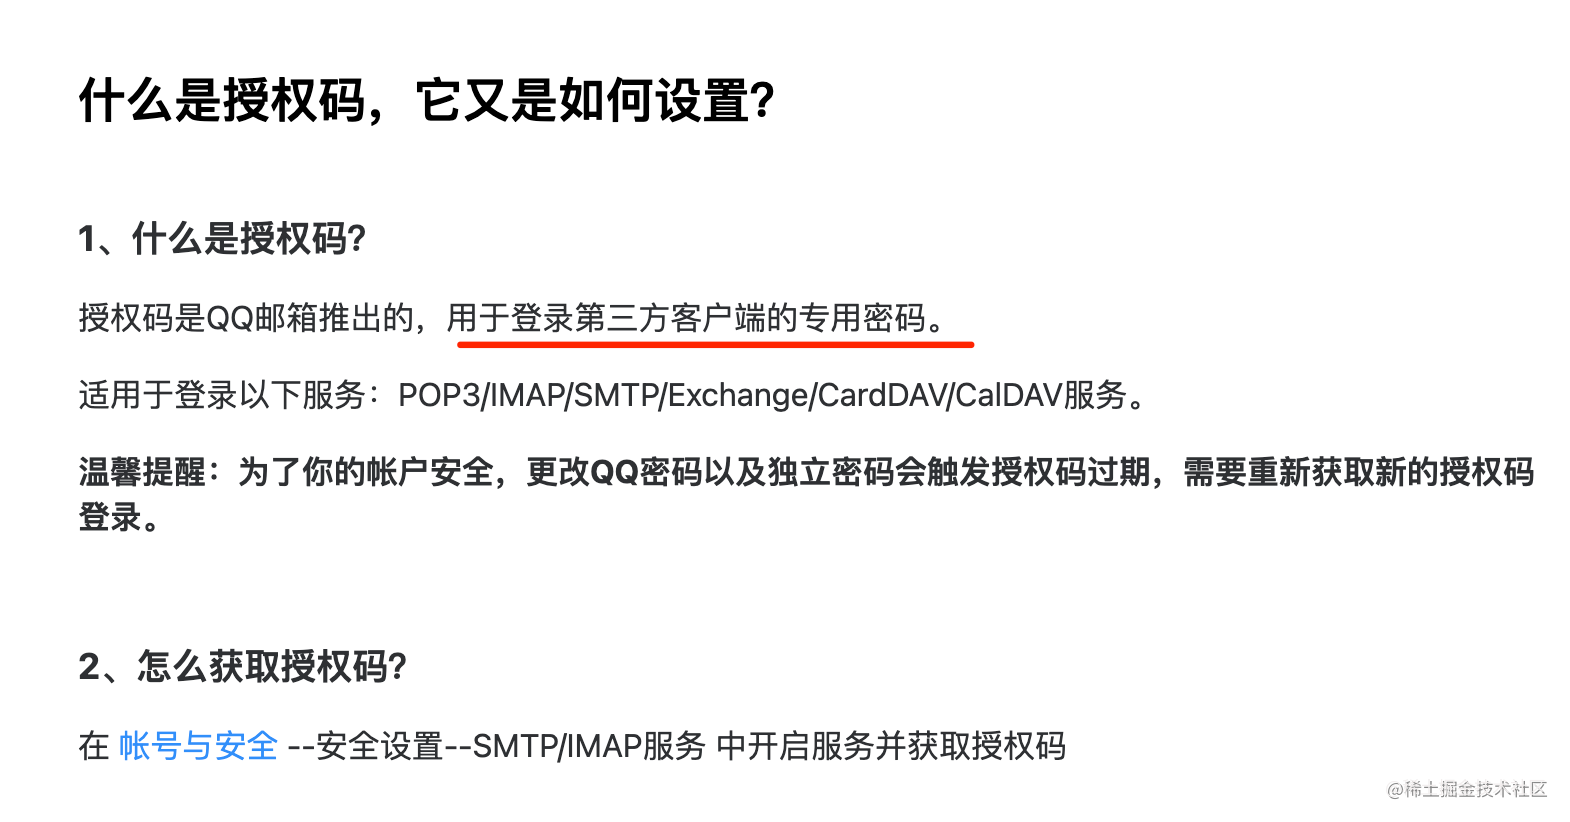 什么是授权码，它又是如何设置？
1、什么是授权码？
授权码是QQ邮箱推出的，用于登录第三方客户端的专用密码。
适用于登录以下服务：POP3/IMAP/SMTP/Exchange/CardDAV/CalDAV服务。
温馨提醒：为了你的帐户安全，更改QQ密码以及独立密码会触发授权码过期，需要重新获取新的授权码
登录。
2、怎么获取授权码？
在 帐号与安全 --安全设置--SMTP/IMAP服务 中开启服务并获取授权码
@稀土掘金技术社区